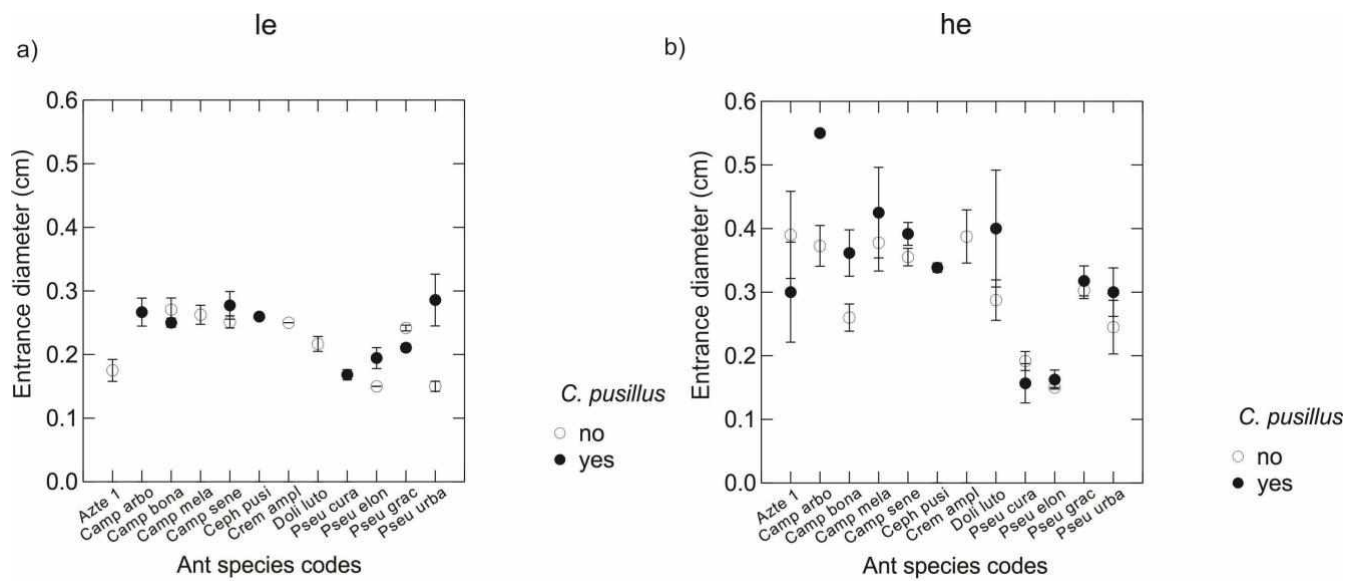 le
a)
0.6
0.5
0.4
0.3
0.2
0.1
0.0
Entrance diameter (cm)
Azte 1
Camp arbo
Camp bona
Camp mela
Camp sene
Ceph pusi
Crem ampl
Doli luto
Pseu cura
Pseu elon
Pseu grac
Pseu urba
Ant species codes
C. pusillus
no
yes
he
b)
0.6
0.5
0.4
0.3
0.2
0.1
0.0
Entrance diameter (cm)
Azte 1
Camp arbo
Camp bona
Camp mela
Camp sene
Ceph pusi
Crem ampl
Doli luto
Pseu cura
Pseu elon
Pseu grac
Pseu urba
Ant species codes
C. pusillus
no
yes